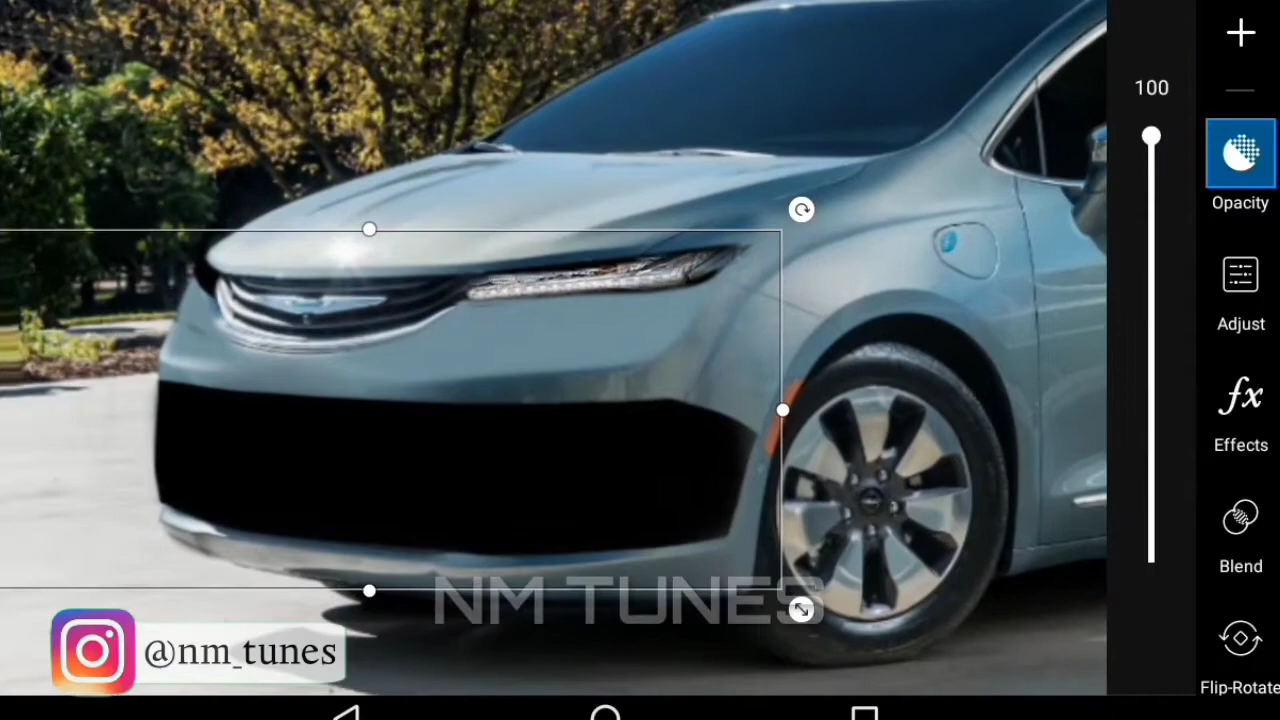 100
Opacity
Adjust
fx
Effects
Blend
Flip-Rotate
NM TUNES
@nm_tunes